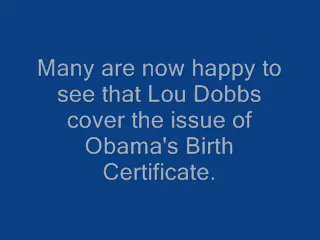 Many are now happy to
see that Lou Dobbs
cover the issue of
Obama's Birth
Certificate.